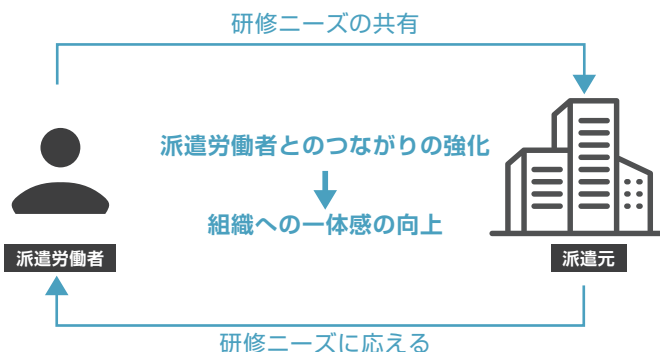 研修ニーズの共有
派遣労働者とのつながりの強化
組織への一体感の向上
派遣労働者
派遣元
研修ニーズに応える